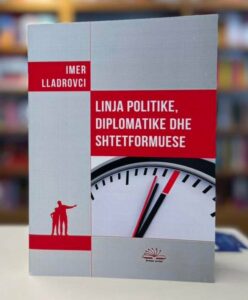 IMER
LLADROVCI
LINJA POLITIKE,
DIPLOMATIKE DHE
SHTETFORMUESE